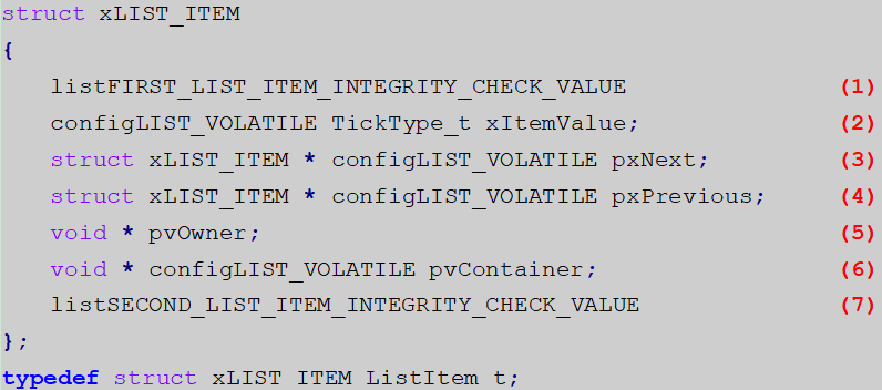 struct xLIST_ITEM
{
listFIRST_LIST_ITEM_INTEGRITY_CHECK_VALUE (1)
configLIST_VOLATILE TickType_t xItemValue; (2)
struct xLIST_ITEM * configLIST_VOLATILE pxNext; (3)
struct xLIST_ITEM * configLIST_VOLATILE pxPrevious; (4)
void * pvOwner; (5)
void * configLIST_VOLATILE pvContainer; (6)
listSECOND_LIST_ITEM_INTEGRITY_CHECK_VALUE (7)
};
typedef struct xLIST_ITEM ListItem_t;